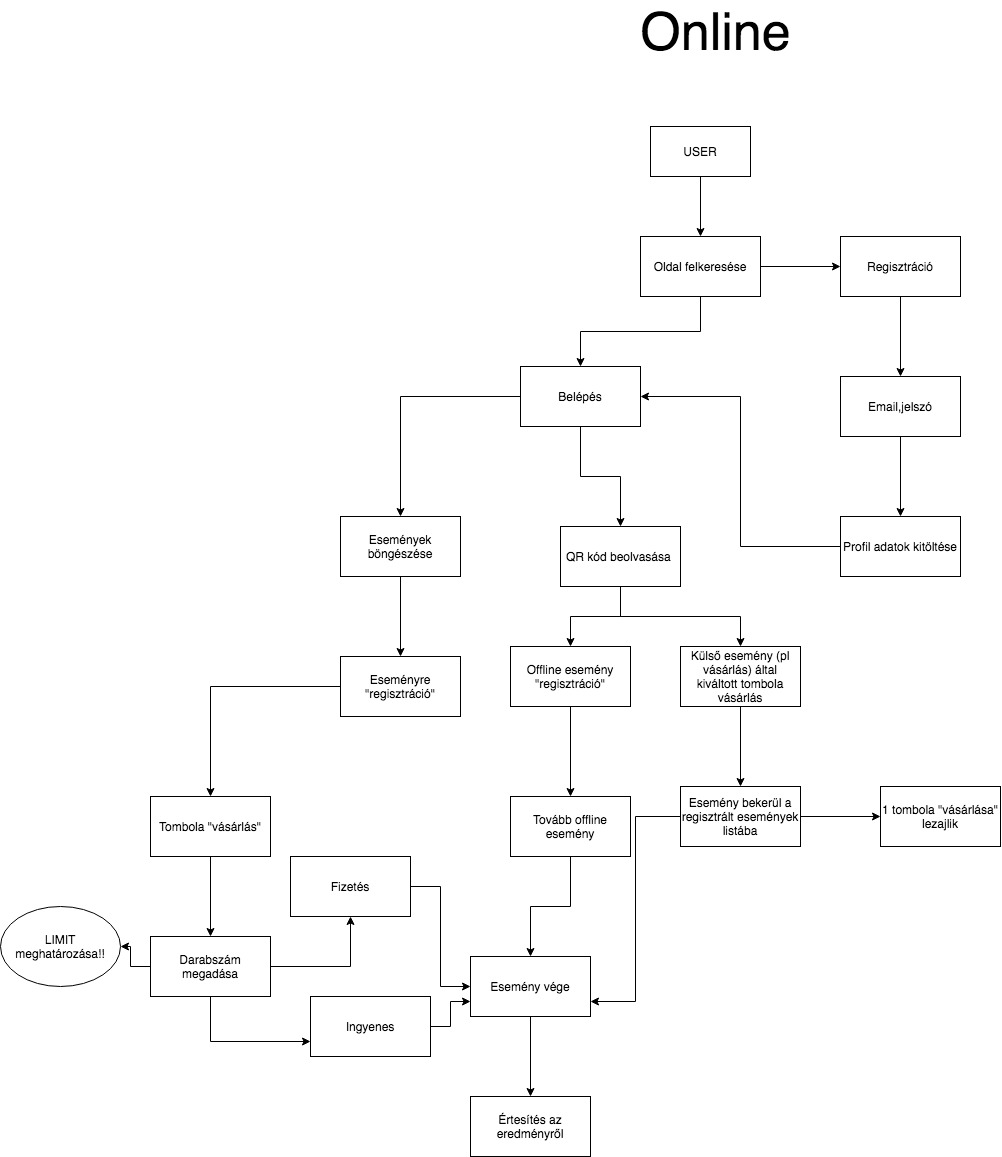 Online
USER
Oldal felkeresése
Regisztráció
Belépés
Email,jelszó
Események
böngészése
QR kód beolvasása
Profil adatok kitöltése
Eseményre
"regisztráció"
Offline esemény
"regisztráció"
Külső esemény (pl
vásárlás) által
kiváltott tombola
vásárlás
Tombola "vásárlás"
Tovább offline
esemény
Esemény bekerül a
regisztrált események
listába
1 tombola "vásárlása"
lezajlik
Fizetés
LIMIT
meghatározása!!
Darabszám
megadása
Esemény vége
Ingyenes
Értesítés az
eredményről